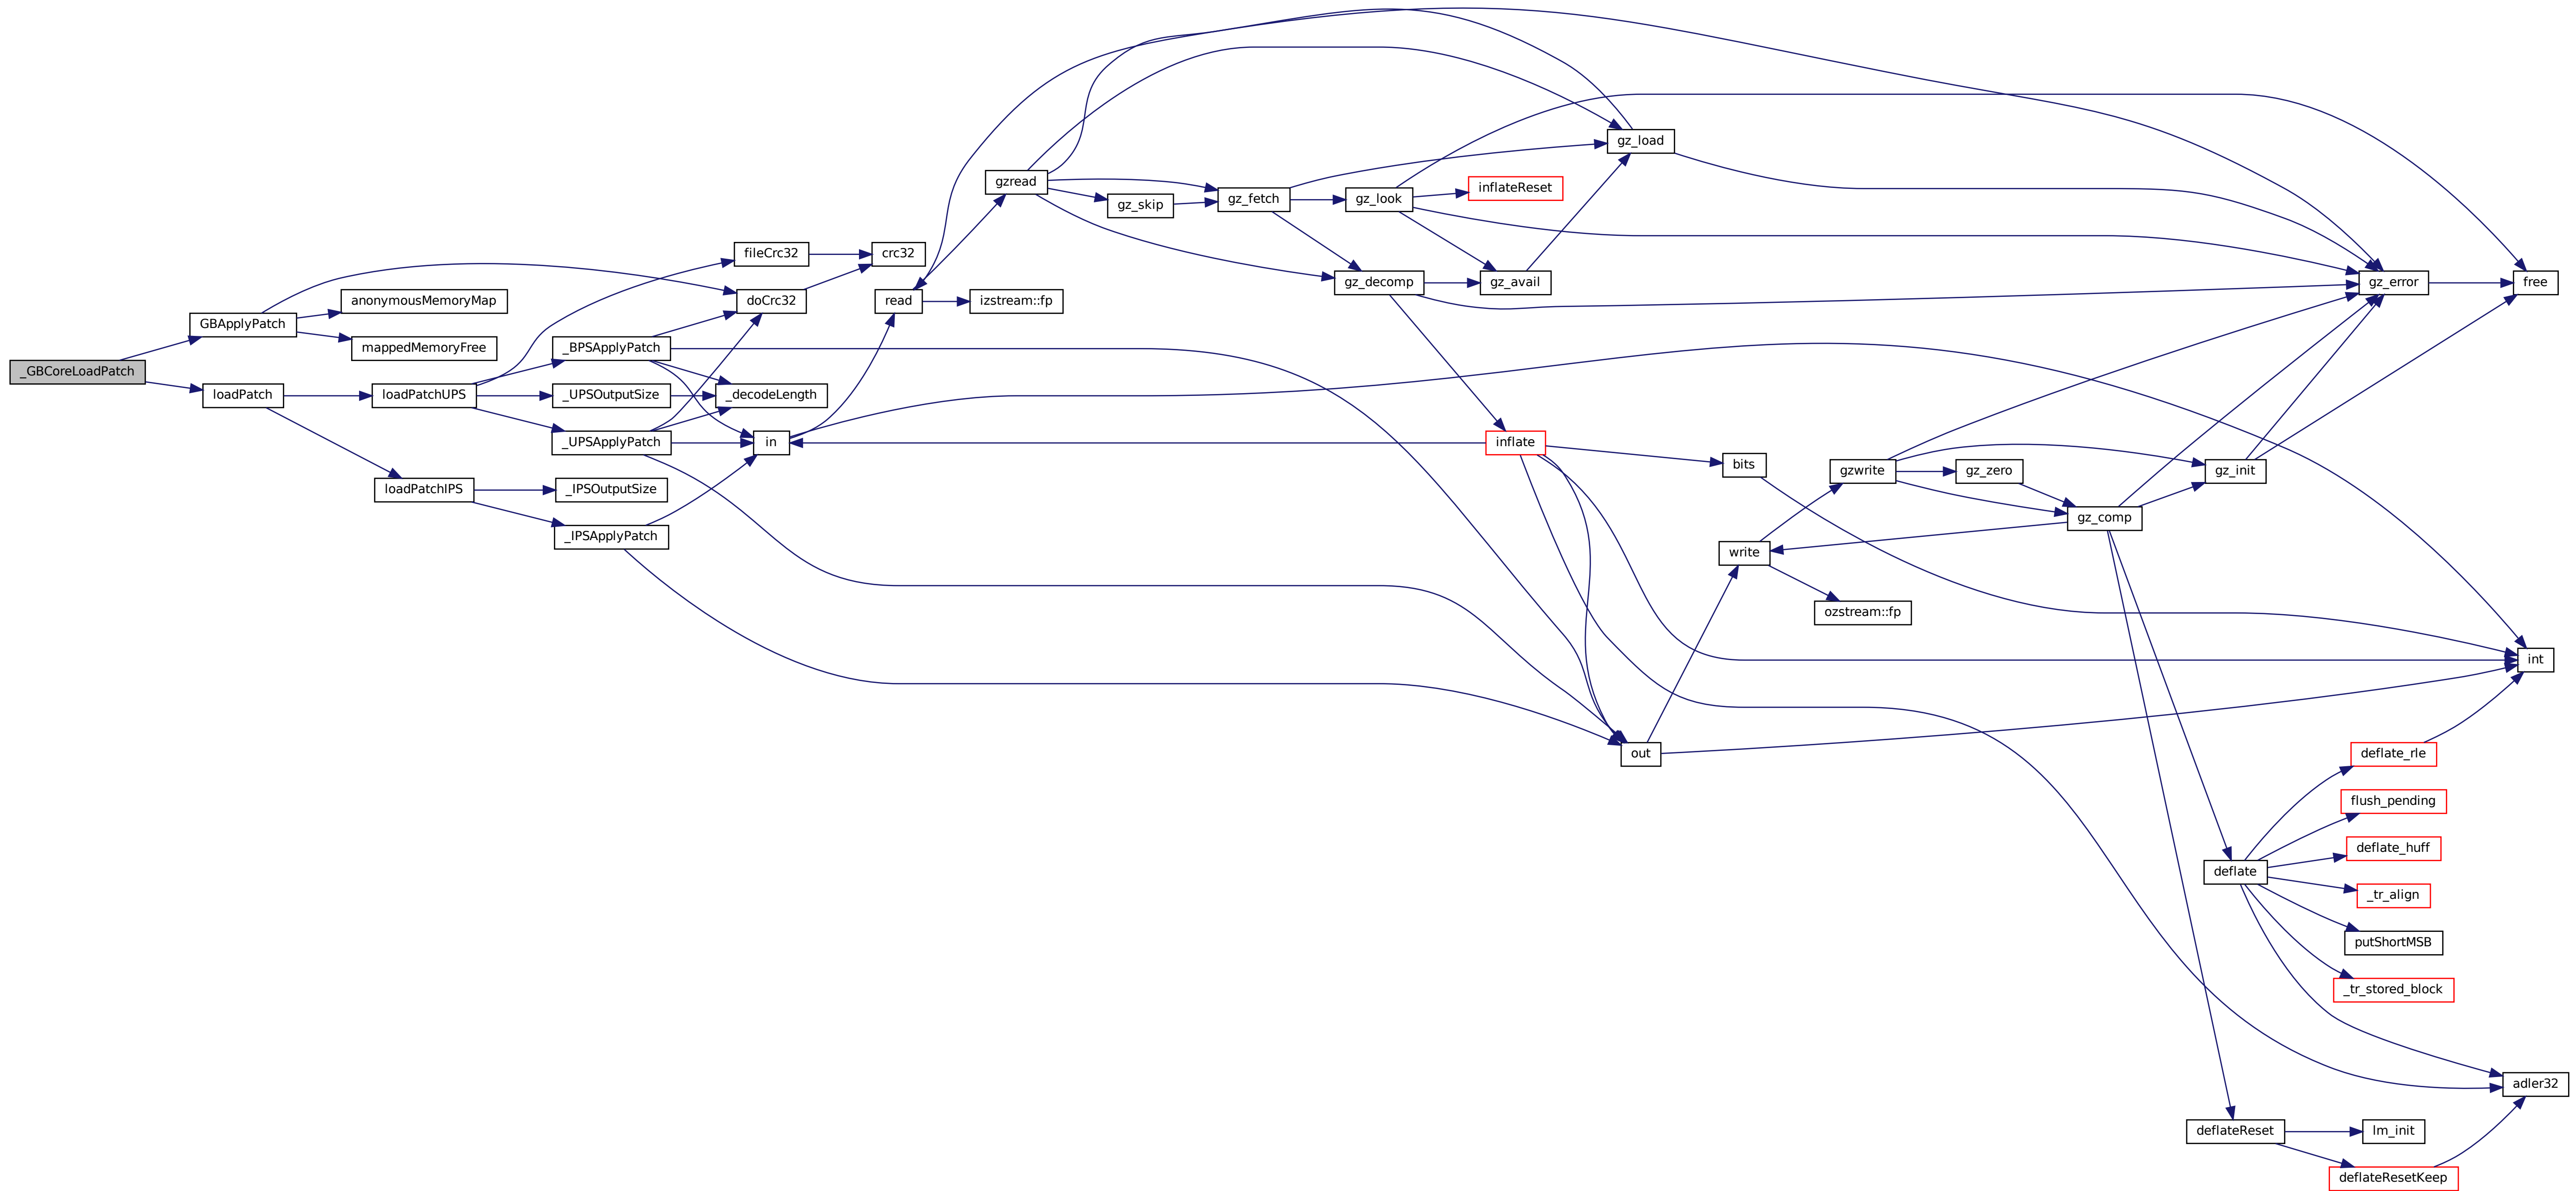 _GBCoreLoadPatch
GBApplyPatch
loadPatch
anonymousMemoryMap
mappedMemoryFree
loadPatchUPS
loadPatchIPS
_BPSApplyPatch
_UPSOutputSize
_UPSApplyPatch
_IPSOutputSize
_IPSApplyPatch
fileCrc32
doCrc32
_decodeLength
in
crc32
read
izstream::fp
gzread
gz_skip
gz_fetch
gz_look
gz_decomp
inflateReset
gz_avail
inflate
gz_load
out
bits
write
gzwrite
ozstream::fp
gz_zero
gz_comp
gz_init
gz_error
free
int
deflate
deflate_rle
flush_pending
deflate_huff
_tr_align
putShortMSB
_tr_stored_block
adler32
deflateReset
lm_init
deflateResetKeep